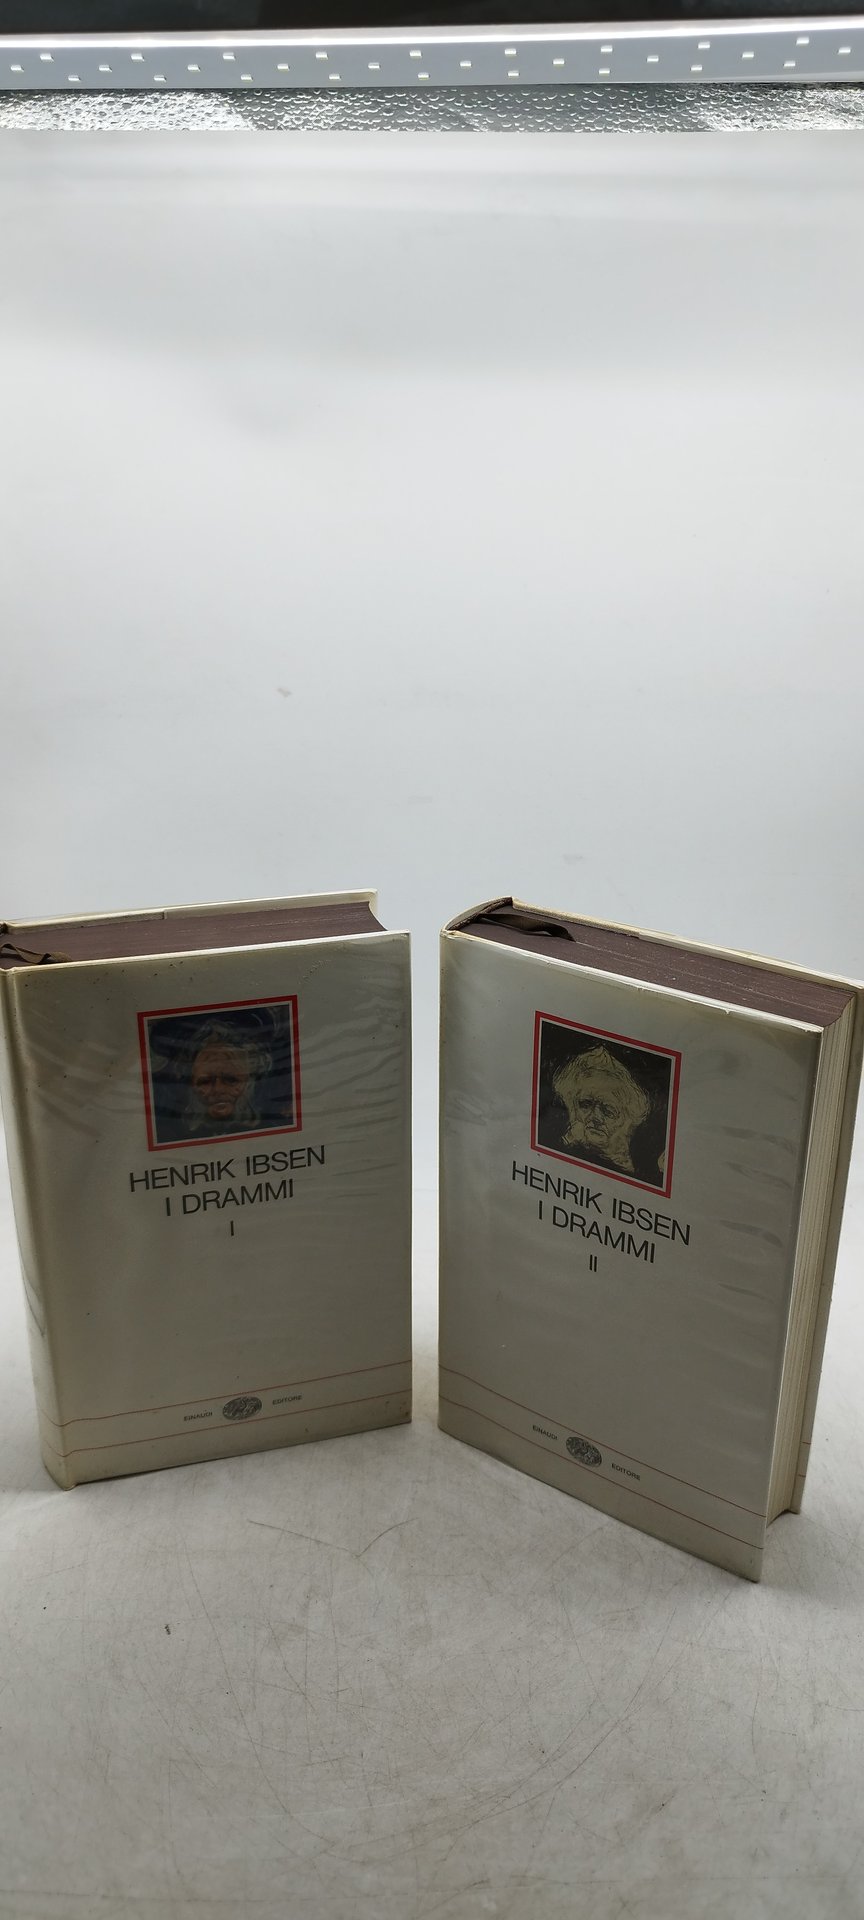 HENRIK IBSEN
I DRAMMI
I
EINAUDI EDITORE
HENRIK IBSEN
I DRAMMI
II
EINAUDI EDITORE